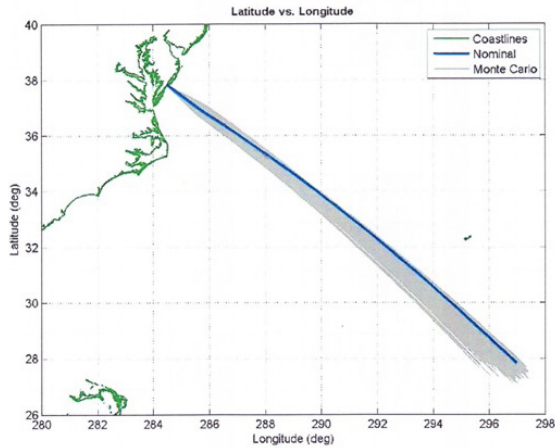 Latitude vs. Longitude
40
38
36
34
32
30
28
26
Latitude (deg)
Coastlines
Nominal
Monte Carlo
280 282 284 286 288 290 292 294 296 298
Longitude (deg)